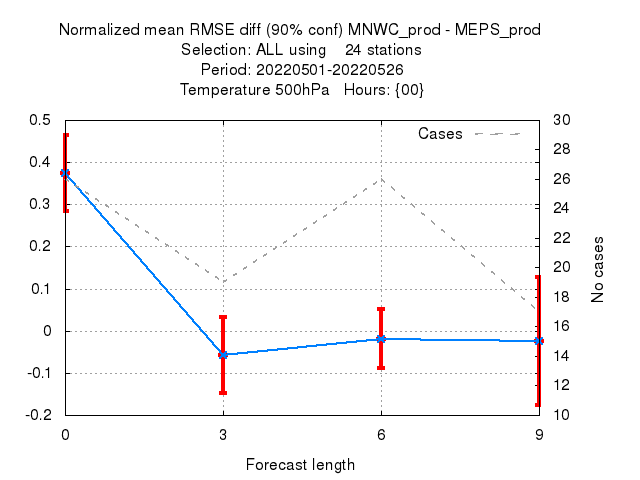 Normalized mean RMSE diff (90% conf) MNWC_prod - MEPS_prod
Selection: ALL using 24 stations
Period: 20220501-20220526
Temperature 500hPa Hours: {00}
Cases
0.5
0.4
0.3
0.2
0.1
0
-0.1
-0.2
30
28
26
24
22
20
18
16
14
12
10
No cases
0 3 6 9
Forecast length